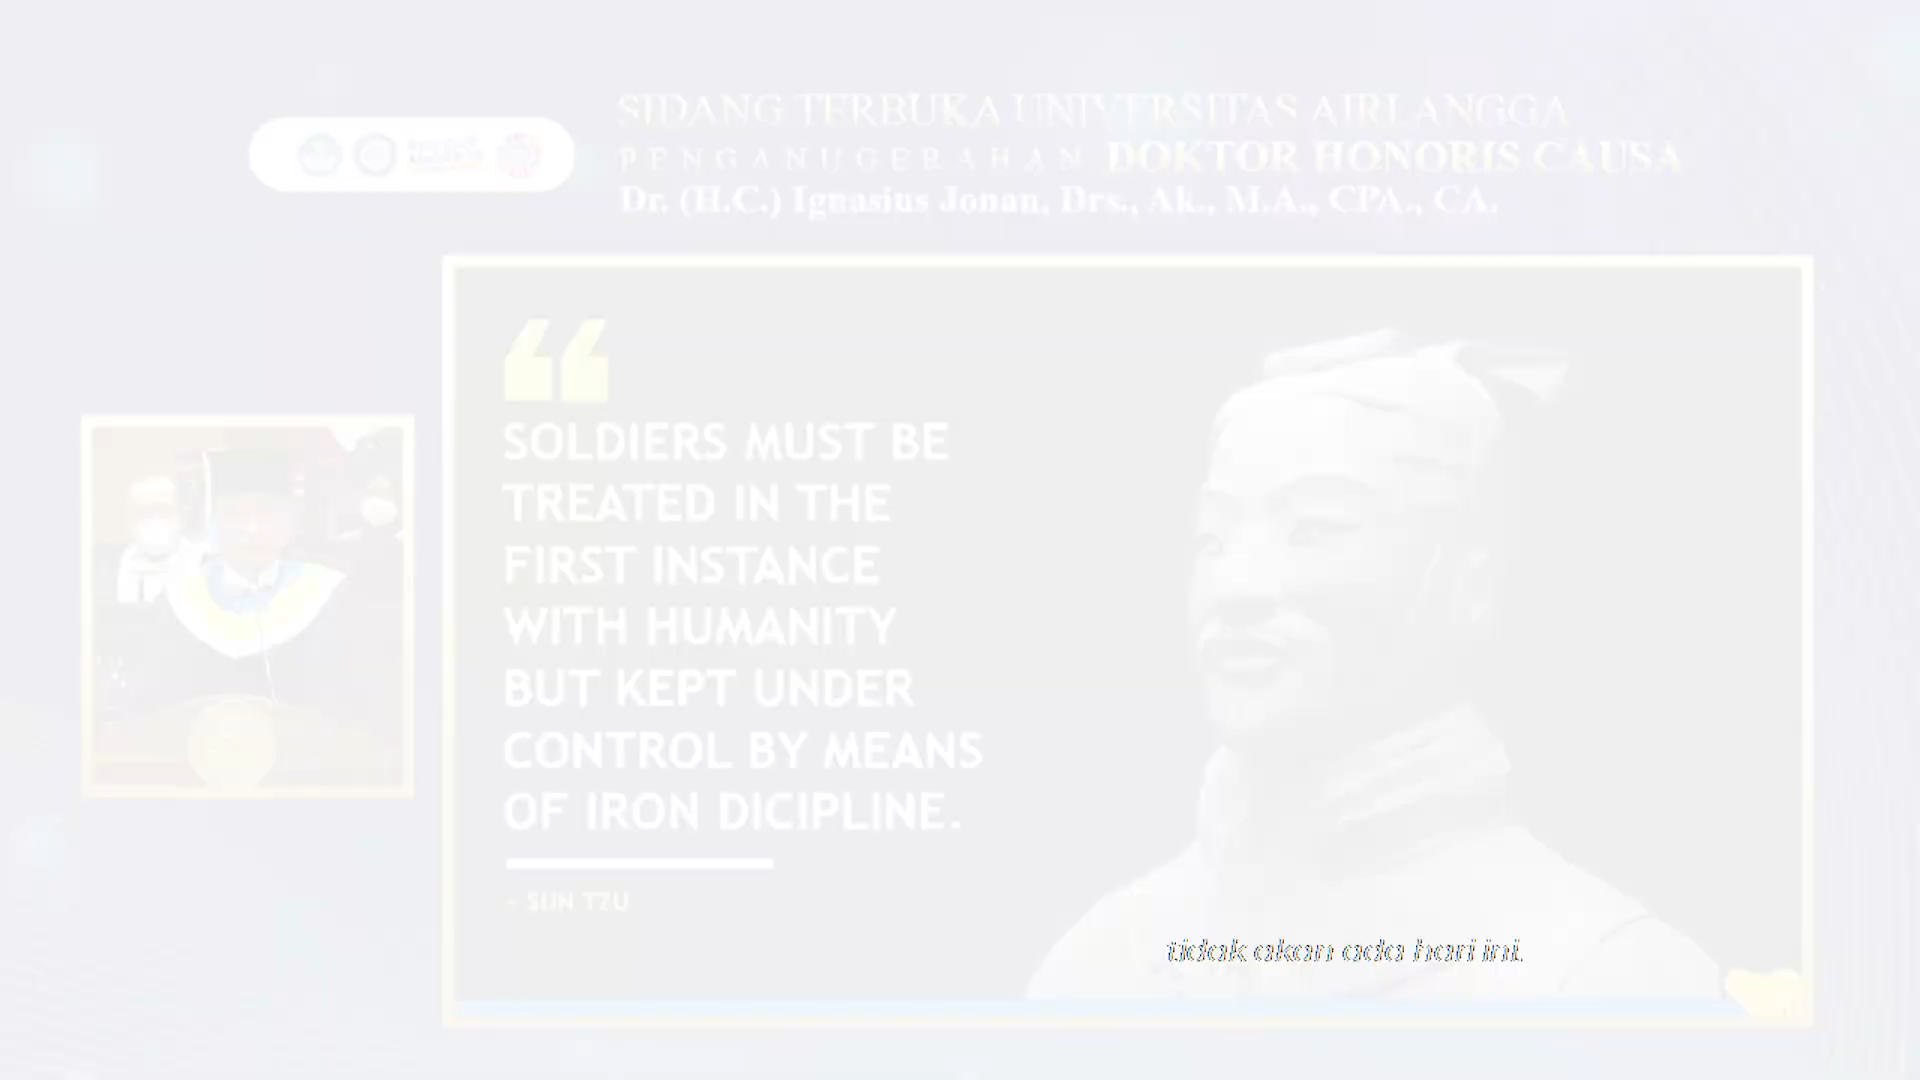 SIDANG TERBUKA UNIVERSITAS AIRLANGGA
PENGANUGERAHAN DOKTOR HONORIS CAUSA
Dr. (H.C.) Ignasius Jonan, Drs., Ak., M.A., CPA., CA.
SOLDIERS MUST BE
TREATED IN THE
FIRST INSTANCE
WITH HUMANITY
BUT KEPT UNDER
CONTROL BY MEANS
OF IRON DICIPLINE.
- SUN TZU
tidak akan ada hari ini.